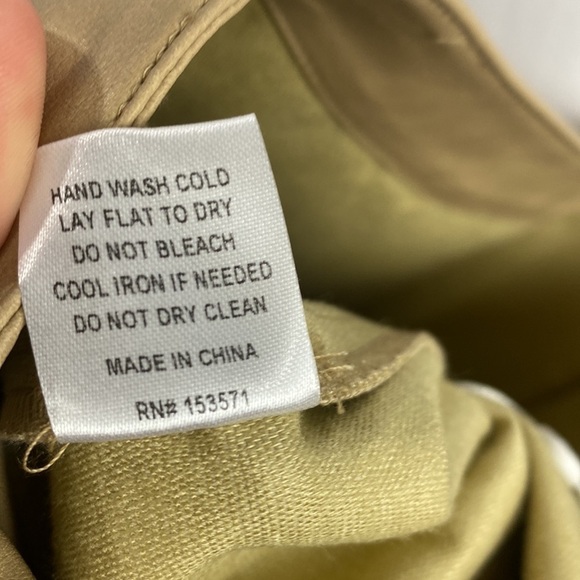 HAND WASH COLD
LAY FLAT TO DRY
DO NOT BLEACH
COOL IRON IF NEEDED
DO NOT DRY CLEAN
MADE IN CHINA
RN# 153571